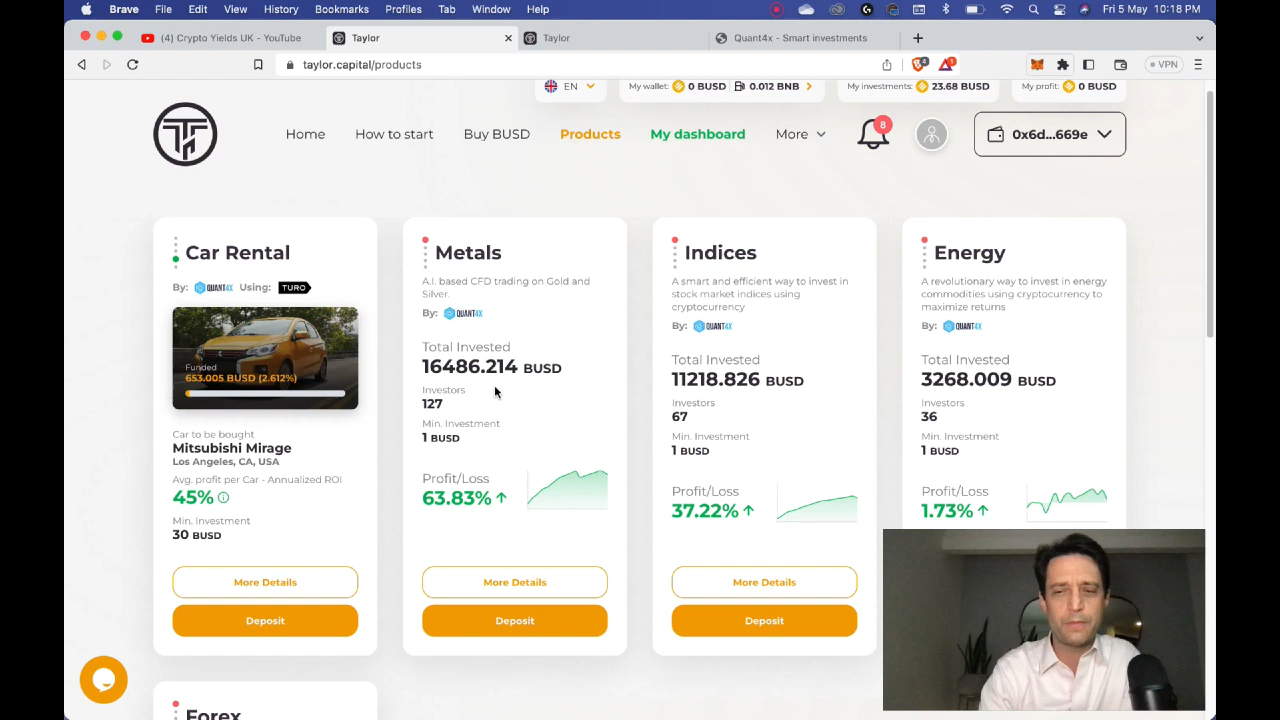 Brave File Edit View History Bookmarks Profiles Tab Window Help Fri 5 May 10:18 PM
(4) Crypto Yields UK - YouTube Taylor Taylor Quant4x - Smart investments
taylor.capital/products 4 1 VPN
EN My wallet: 0 BUSD 0.012 BNB My investments: 23.68 BUSD My profit: 0 BUSD
Home How to start Buy BUSD Products My dashboard More 8 0x6d...669e
Car Rental
By: QUANT4X Using: TURO
Funded
653.005 BUSD (2.612%)
Car to be bought
Mitsubishi Mirage
Los Angeles, CA, USA
Avg. profit per Car - Annualized ROI
45%
Min. Investment
30 BUSD
More Details
Deposit
Metals
A.I. based CFD trading on Gold and
Silver.
By: QUANT4X
Total Invested
16486.214 BUSD
Investors
127
Min. Investment
1 BUSD
Profit/Loss
63.83%
More Details
Deposit
Indices
A smart and efficient way to invest in
stock market indices using
cryptocurrency
By: QUANT4X
Total Invested
11218.826 BUSD
Investors
67
Min. Investment
1 BUSD
Profit/Loss
37.22%
More Details
Deposit
Energy
A revolutionary way to invest in energy
commodities using cryptocurrency to
maximize returns
By: QUANT4X
Total Invested
3268.009 BUSD
Investors
36
Min. Investment
1 BUSD
Profit/Loss
1.73%
Forex